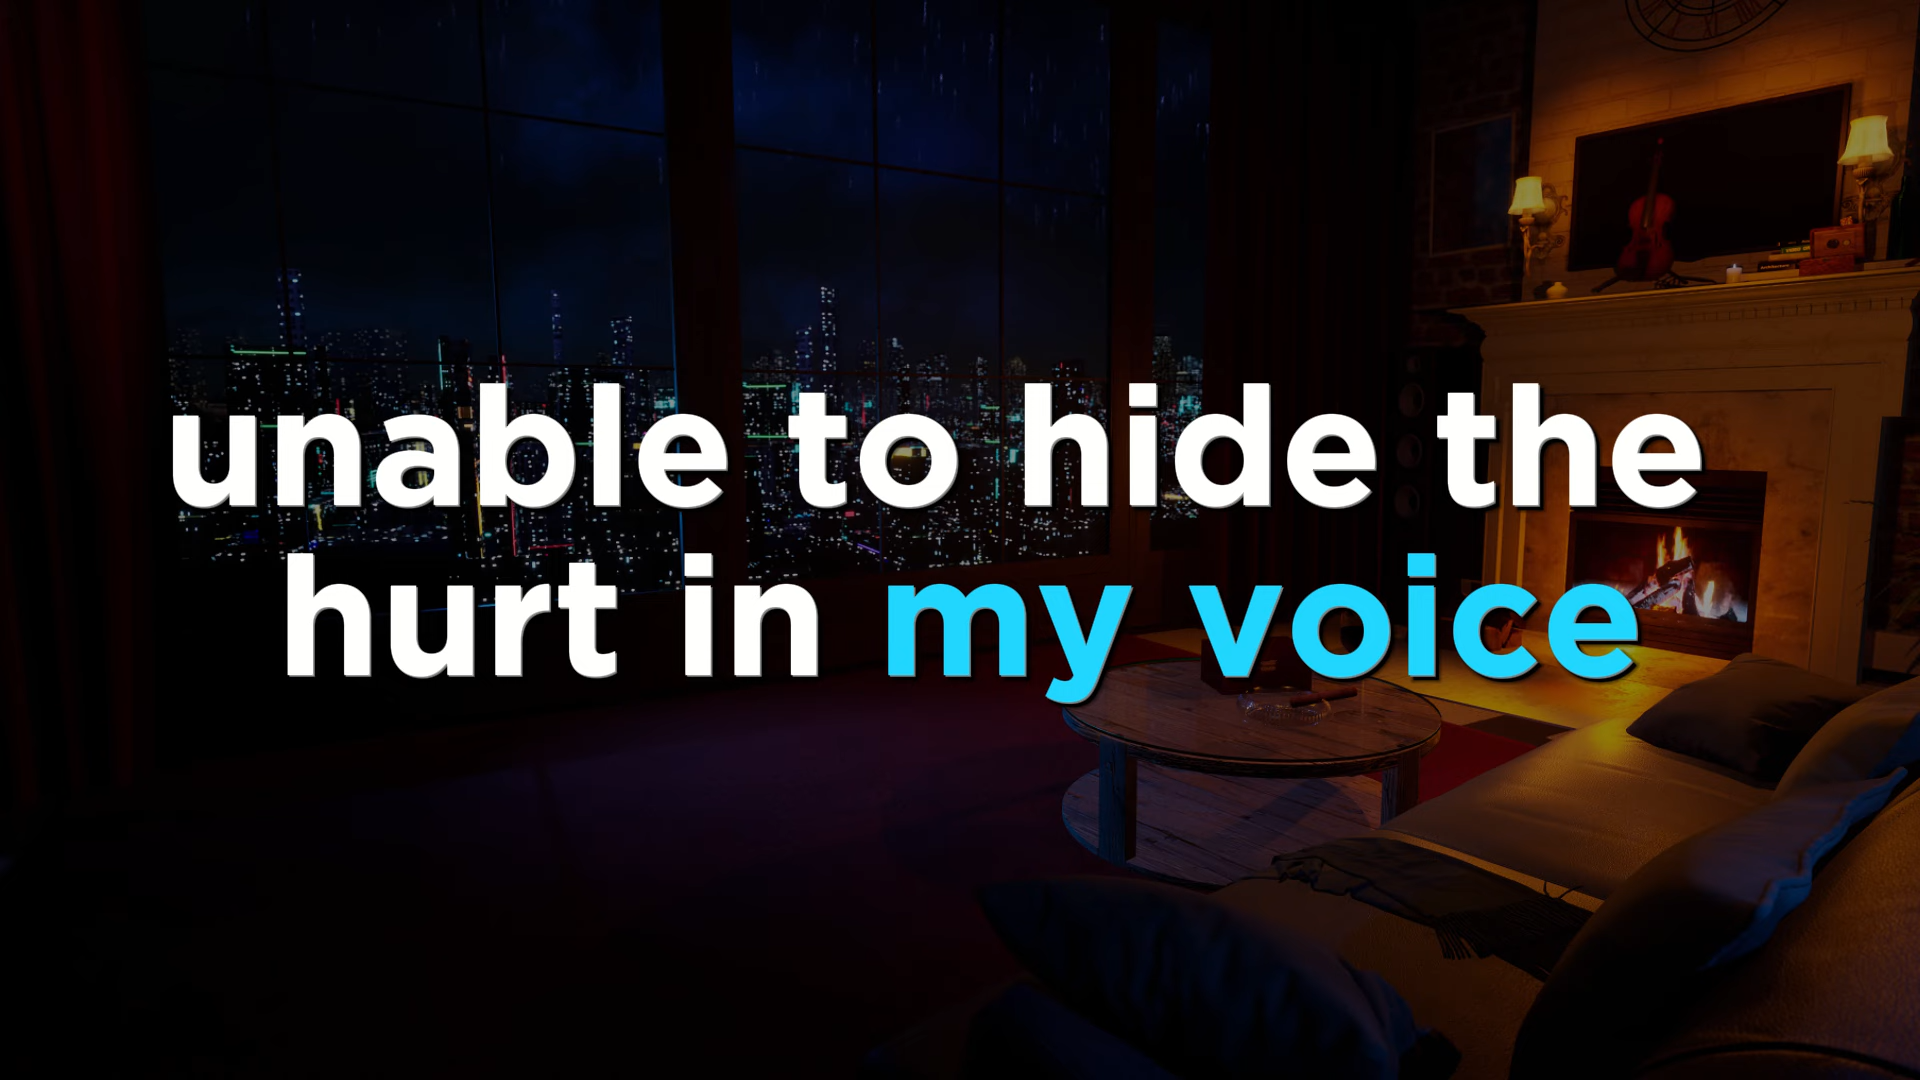 unable to hide the
hurt in my voice